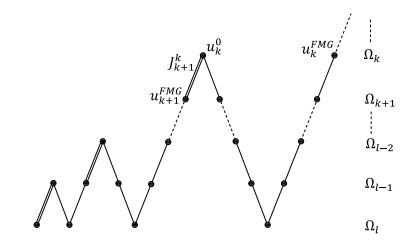 u_k^0
J_{k+1}^k
u_k^{FMG}
Ω_k
u_{k+1}^{FMG}
Ω_{k+1}
Ω_{l-2}
Ω_{l-1}
Ω_l